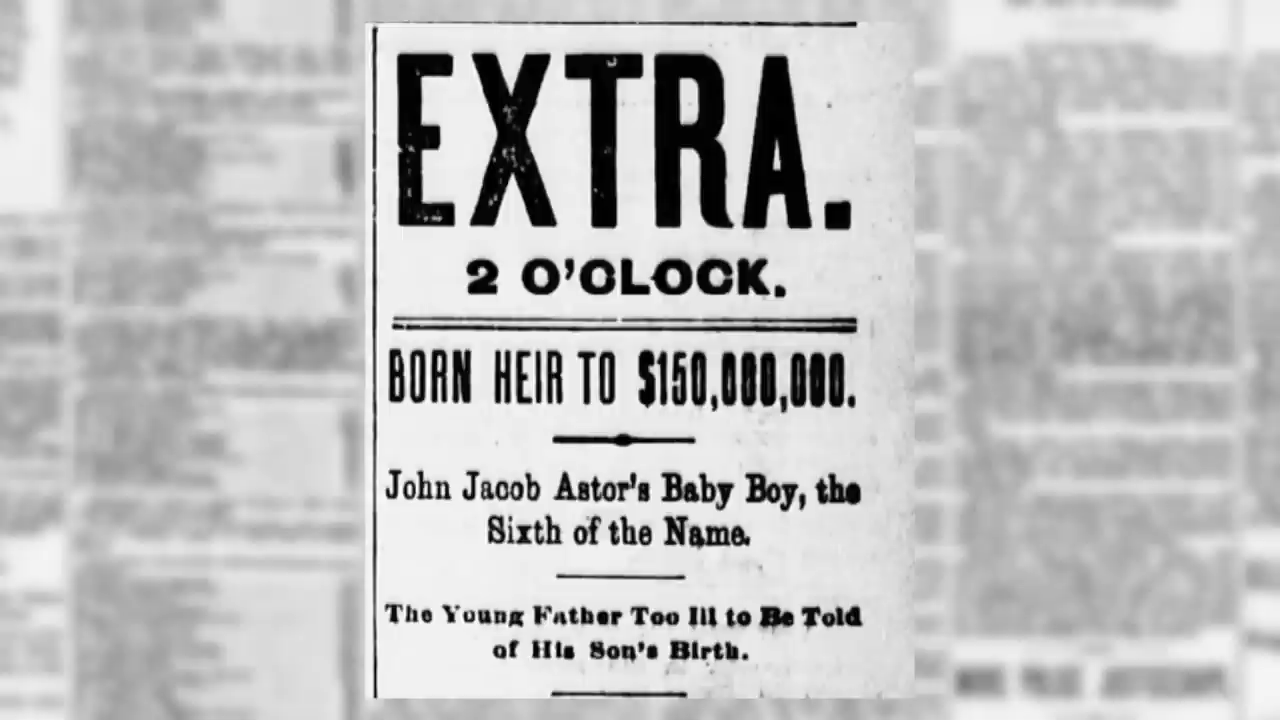 EXTRA.
2 O'CLOCK.
BORN HEIR TO $150,000,000.
John Jacob Astor's Baby Boy, the
Sixth of the Name.
The Young Father Too Ill to Be Told
of His Son's Birth.